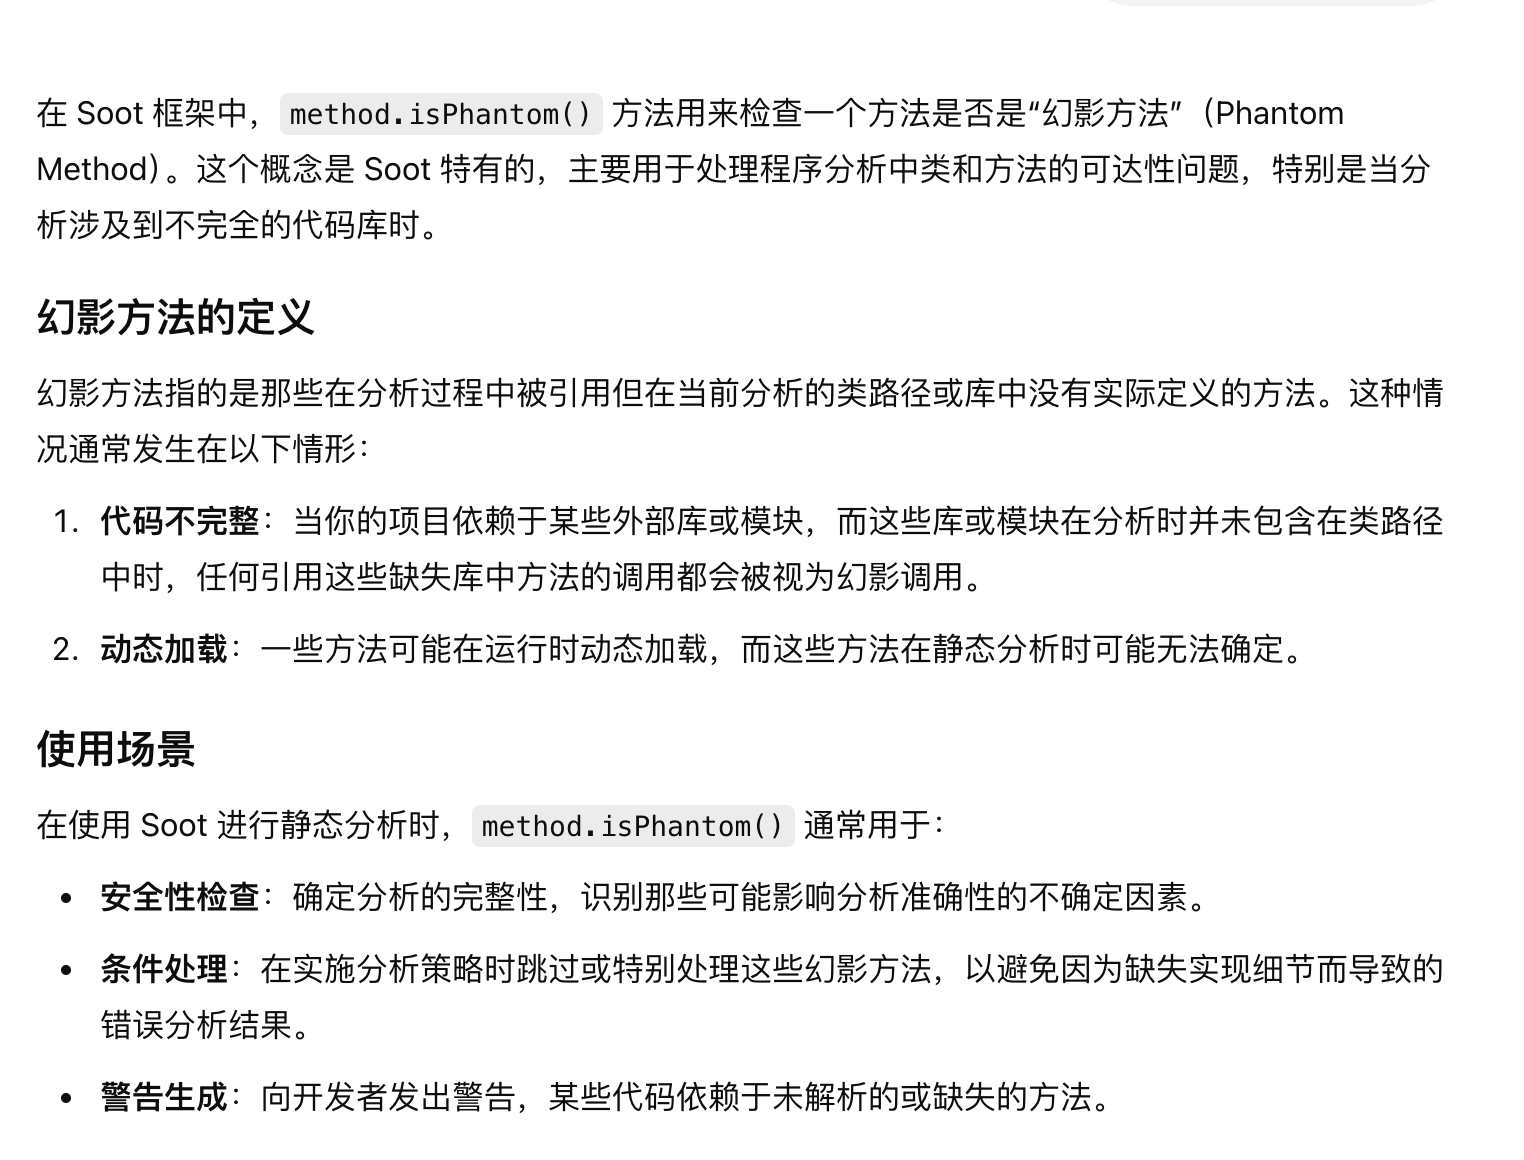 在 Soot 框架中，method.isPhantom() 方法用来检查一个方法是否是“幻影方法”（Phantom
Method）。这个概念是 Soot 特有的，主要用于处理程序分析中类和方法的可达性问题，特别是当分
析涉及到不完全的代码库时。
幻影方法的定义
幻影方法指的是那些在分析过程中被引用但在当前分析的类路径或库中没有实际定义的方法。这种情
况通常发生在以下情形：
1. 代码不完整：当你的项目依赖于某些外部库或模块，而这些库或模块在分析时并未包含在类路径
中时，任何引用这些缺失库中方法的调用都会被视为幻影调用。
2. 动态加载：一些方法可能在运行时动态加载，而这些方法在静态分析时可能无法确定。
使用场景
在使用 Soot 进行静态分析时，method.isPhantom() 通常用于：
• 安全性检查：确定分析的完整性，识别那些可能影响分析准确性的不确定因素。
• 条件处理：在实施分析策略时跳过或特别处理这些幻影方法，以避免因为缺失实现细节而导致的
错误分析结果。
• 警告生成：向开发者发出警告，某些代码依赖于未解析的或缺失的方法。